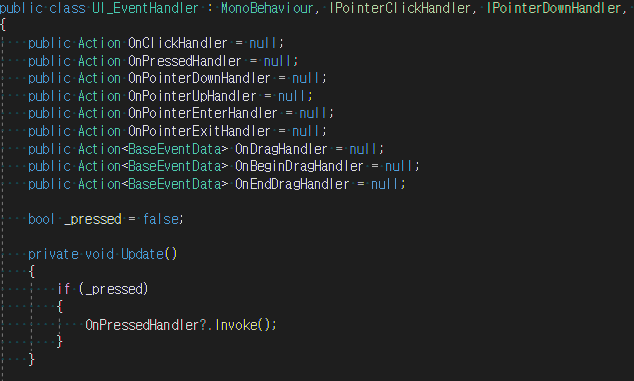 public class UI_EventHandler : MonoBehaviour, IPointerClickHandler, IPointerDownHandler,
{
public Action OnClickHandler = null;
public Action OnPressedHandler = null;
public Action OnPointerDownHandler = null;
public Action OnPointerUpHandler = null;
public Action OnPointerEnterHandler = null;
public Action OnPointerExitHandler = null;
public Action<BaseEventData> OnDragHandler = null;
public Action<BaseEventData> OnBeginDragHandler = null;
public Action<BaseEventData> OnEndDragHandler = null;
bool _pressed = false;
private void Update()
{
if (_pressed)
{
OnPressedHandler?.Invoke();
}
}